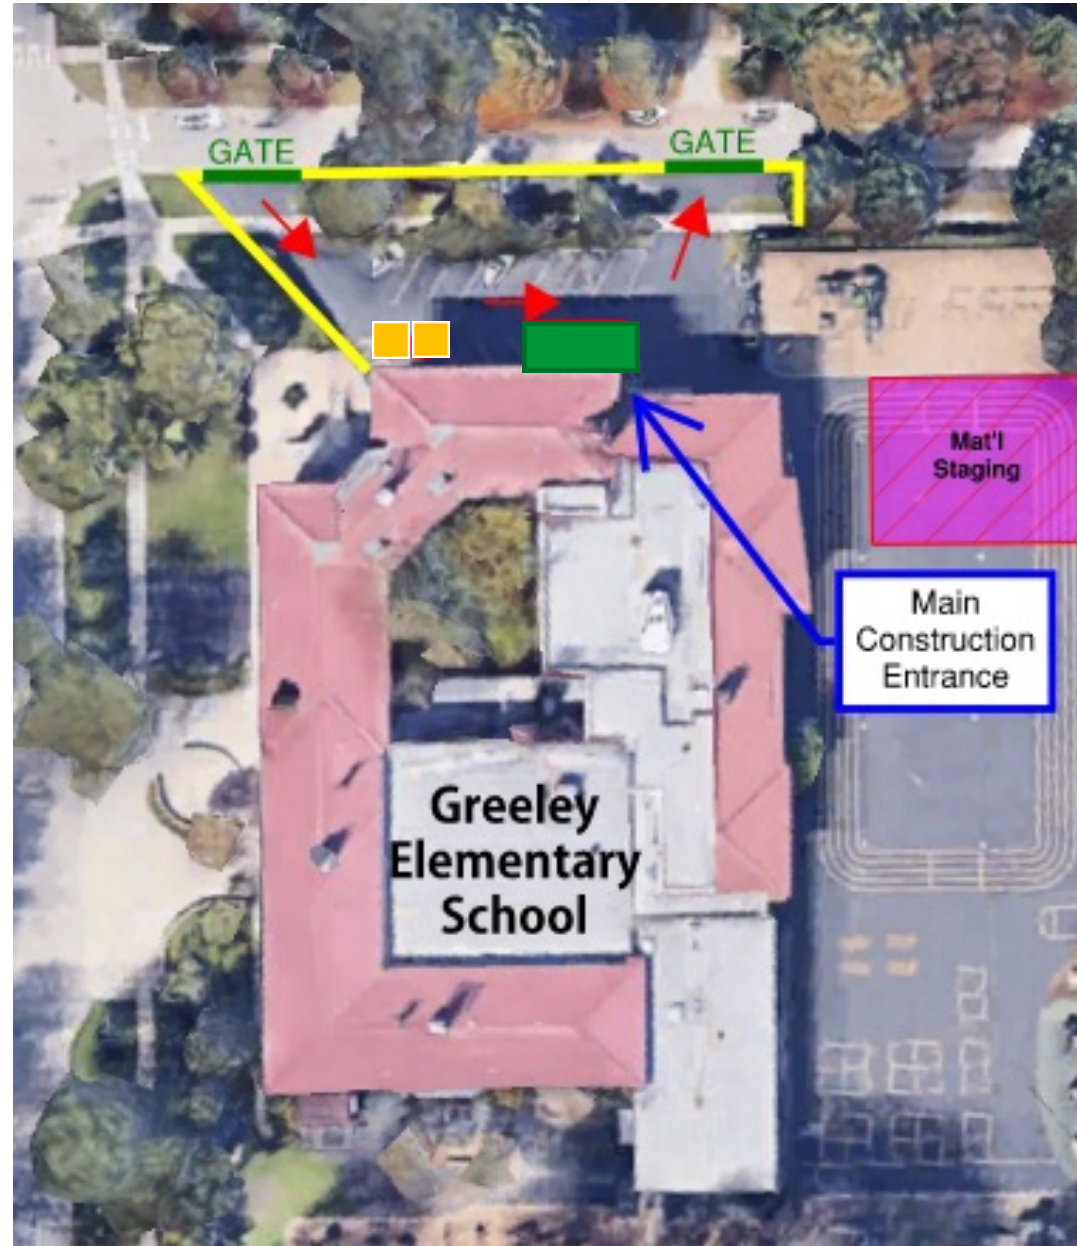 GATE
GATE
Mat'l
Staging
Main
Construction
Entrance
Greeley
Elementary
School